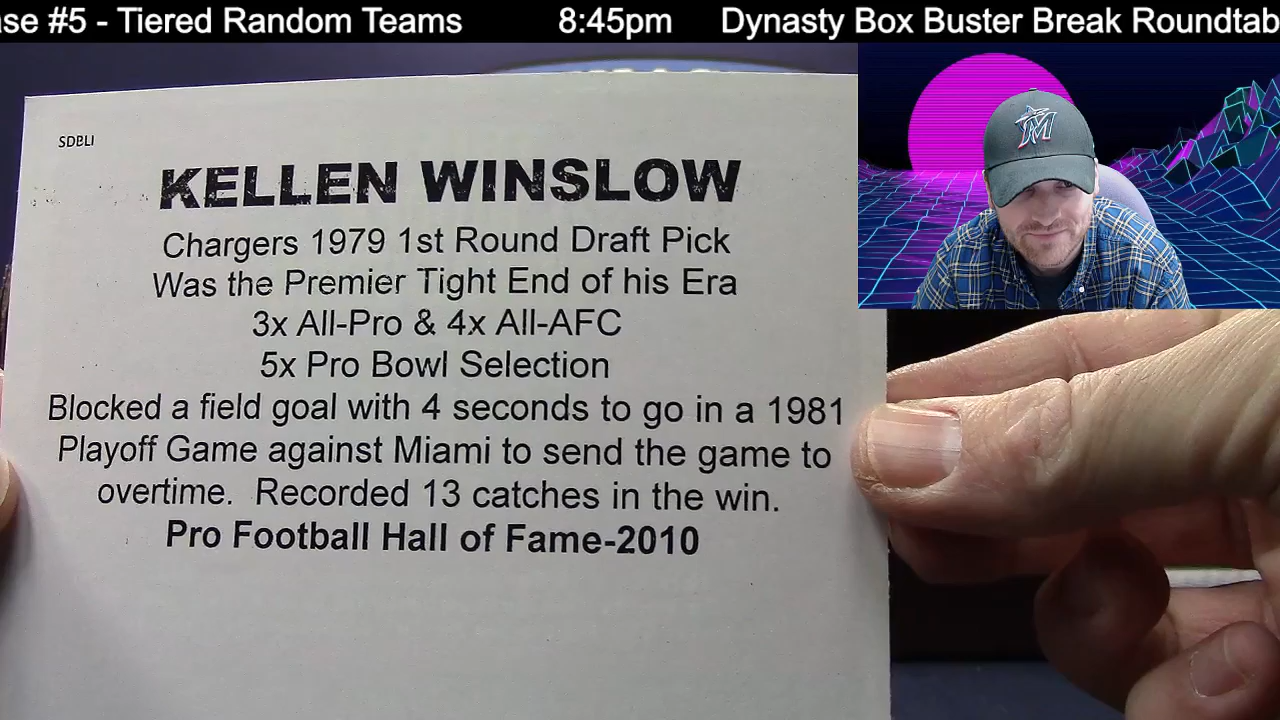 ase #5 - Tiered Random Teams 8:45pm Dynasty Box Buster Break Roundtab
SDBLI
KELLEN WINSLOW
Chargers 1979 1st Round Draft Pick
Was the Premier Tight End of his Era
3x All-Pro & 4x All-AFC
5x Pro Bowl Selection
Blocked a field goal with 4 seconds to go in a 1981
Playoff Game against Miami to send the game to
overtime. Recorded 13 catches in the win.
Pro Football Hall of Fame-2010
M